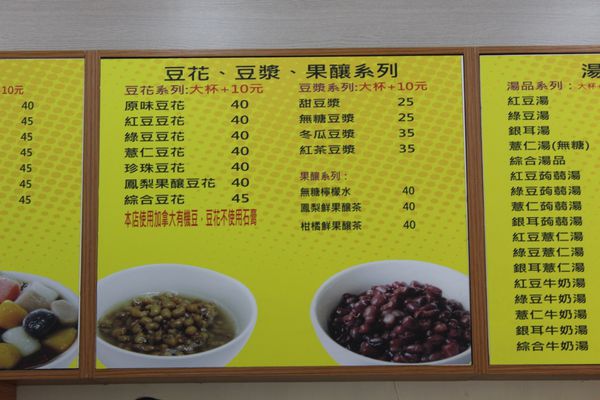 +10元
40
45
45
45
45
45
45
豆花、豆漿、果釀系列
豆花系列:大杯+10元
原味豆花 40
紅豆豆花 40
綠豆豆花 40
薏仁豆花 40
珍珠豆花 40
鳳梨果釀豆花 40
綜合豆花 45
本店使用加拿大有機豆﹐豆花不使用石膏
豆漿系列:大杯+10元
甜豆漿 25
無糖豆漿 25
冬瓜豆漿 35
紅茶豆漿 35
果釀系列：
無糖檸檬水 40
鳳梨鮮果釀茶 40
柑橘鮮果釀茶 40
湯
湯品系列：大杯+
紅豆湯
綠豆湯
銀耳湯
薏仁湯(無糖)
綜合湯品
紅豆蒟蒻湯
綠豆蒟蒻湯
薏仁蒟蒻湯
銀耳蒟蒻湯
紅豆薏仁湯
綠豆薏仁湯
銀耳薏仁湯
紅豆牛奶湯
綠豆牛奶湯
薏仁牛奶湯
銀耳牛奶湯
綜合牛奶湯